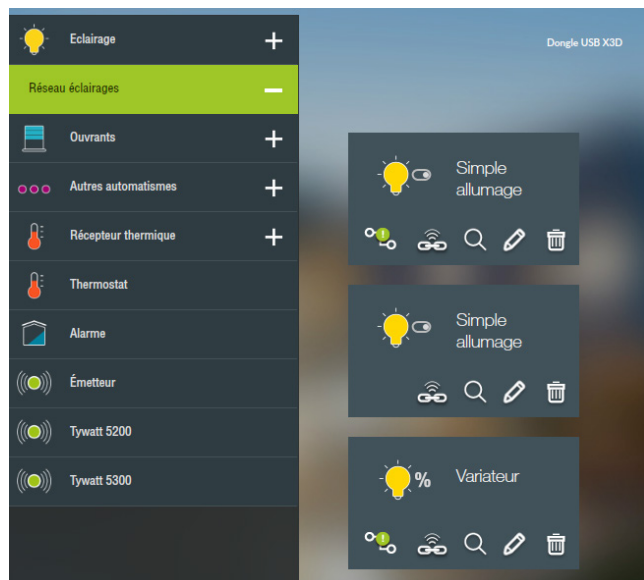 Eclairage
Dongle USB X3D
Réseau éclairages
Ouvrants
Autres automatismes
Récepteur thermique
Thermostat
Alarme
Émetteur
Tywatt 5200
Tywatt 5300
Simple
allumage
Simple
allumage
% Variateur